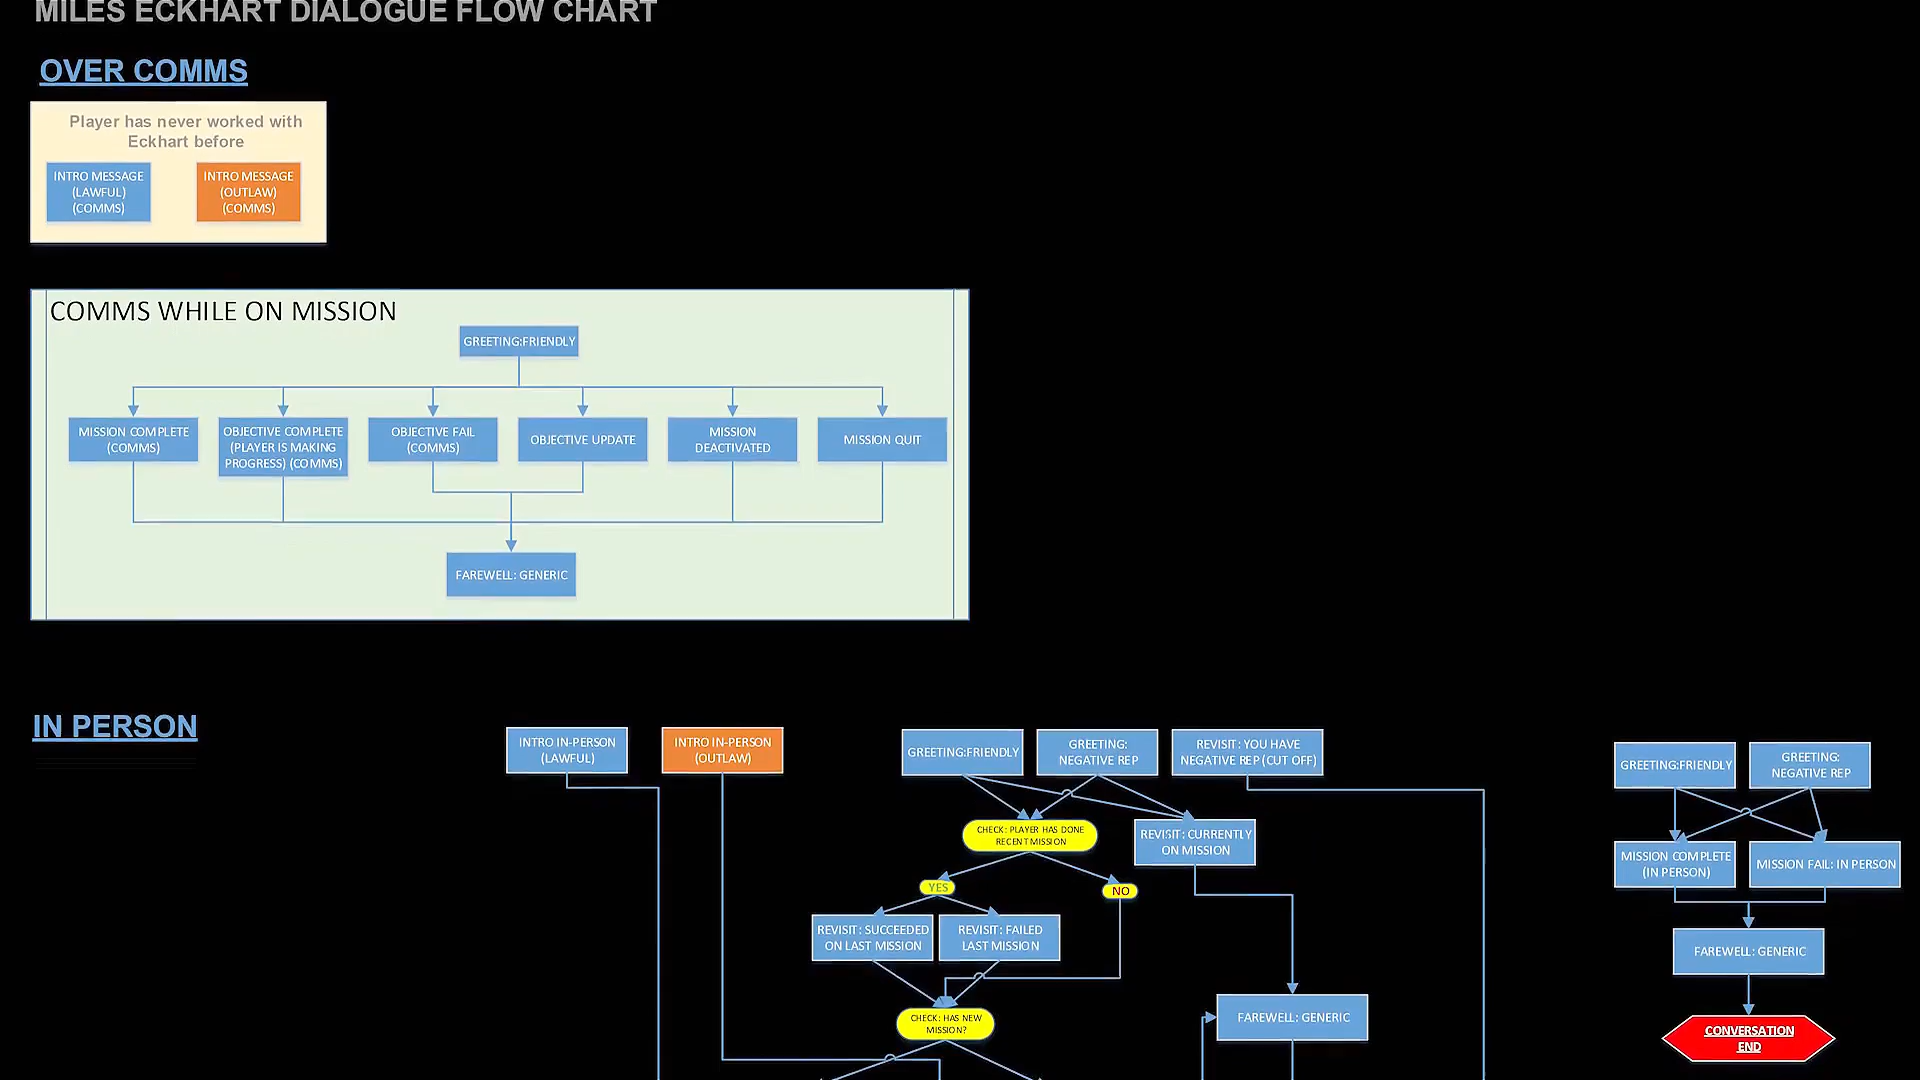 MILES ECKHART DIALOGUE FLOW CHART
OVER COMMS
Player has never worked with
Eckhart before
INTRO MESSAGE
(LAWFUL)
(COMMS)
INTRO MESSAGE
(OUTLAW)
(COMMS)
COMMS WHILE ON MISSION
GREETING:FRIENDLY
MISSION COMPLETE
(COMMS)
OBJECTIVE COMPLETE
(PLAYER IS MAKING
PROGRESS) (COMMS)
OBJECTIVE FAIL
(COMMS)
OBJECTIVE UPDATE
MISSION
DEACTIVATED
MISSION QUIT
FAREWELL: GENERIC
IN PERSON
INTRO IN-PERSON
(LAWFUL)
INTRO IN-PERSON
(OUTLAW)
GREETING:FRIENDLY
GREETING:
NEGATIVE REP
REVISIT: YOU HAVE
NEGATIVE REP (CUT OFF)
CHECK: PLAYER HAS DONE
RECENT MISSION
REVISIT: CURRENTLY
ON MISSION
YES
NO
REVISIT: SUCCEEDED
ON LAST MISSION
REVISIT: FAILED
LAST MISSION
CHECK: HAS NEW
MISSION?
FAREWELL: GENERIC
GREETING:FRIENDLY
GREETING:
NEGATIVE REP
MISSION COMPLETE
(IN PERSON)
MISSION FAIL: IN PERSON
FAREWELL: GENERIC
CONVERSATION
END